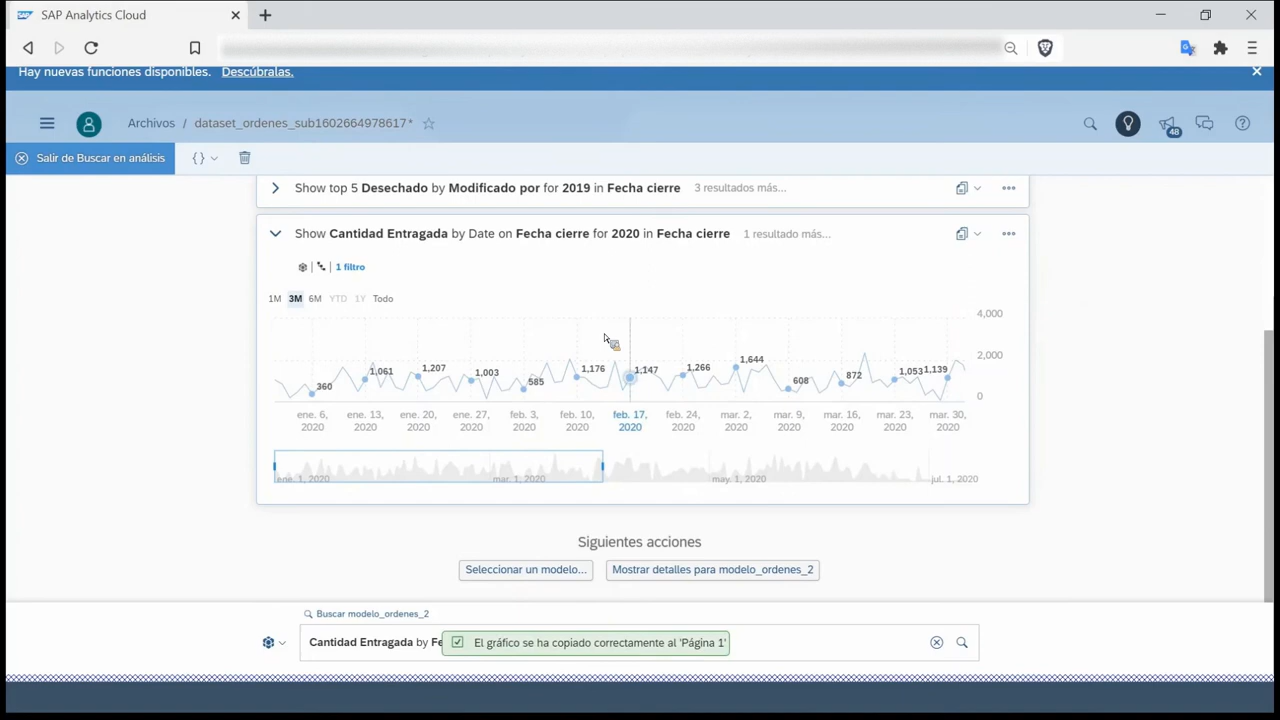 SAP Analytics Cloud
Hay nuevas funciones disponibles. Descúbralas.
Archivos / dataset_ordenes_sub1602664978617*
48
Salir de Buscar en análisis
Show top 5 Desechado by Modificado por for 2019 in Fecha cierre 3 resultados más...
Show Cantidad Entragada by Date on Fecha cierre for 2020 in Fecha cierre 1 resultado más...
1 filtro
1M 3M 6M YTD 1Y Todo
4,000
2,000
0
360 1,061 1,207 1,003 585 1,176 1,147 1,266 1,644 608 872 1,053 1,139
ene. 6, ene. 13, ene. 20, ene. 27, feb. 3, feb. 10, feb. 17, feb. 24, mar. 2, mar. 9, mar. 16, mar. 23, mar. 30,
2020 2020 2020 2020 2020 2020 2020 2020 2020 2020 2020 2020 2020
ene. 1, 2020 mar. 1, 2020 may. 1, 2020 jul. 1, 2020
Siguientes acciones
Seleccionar un modelo... Mostrar detalles para modelo_ordenes_2
Buscar modelo_ordenes_2
Cantidad Entragada by Fe
El gráfico se ha copiado correctamente al 'Página 1'